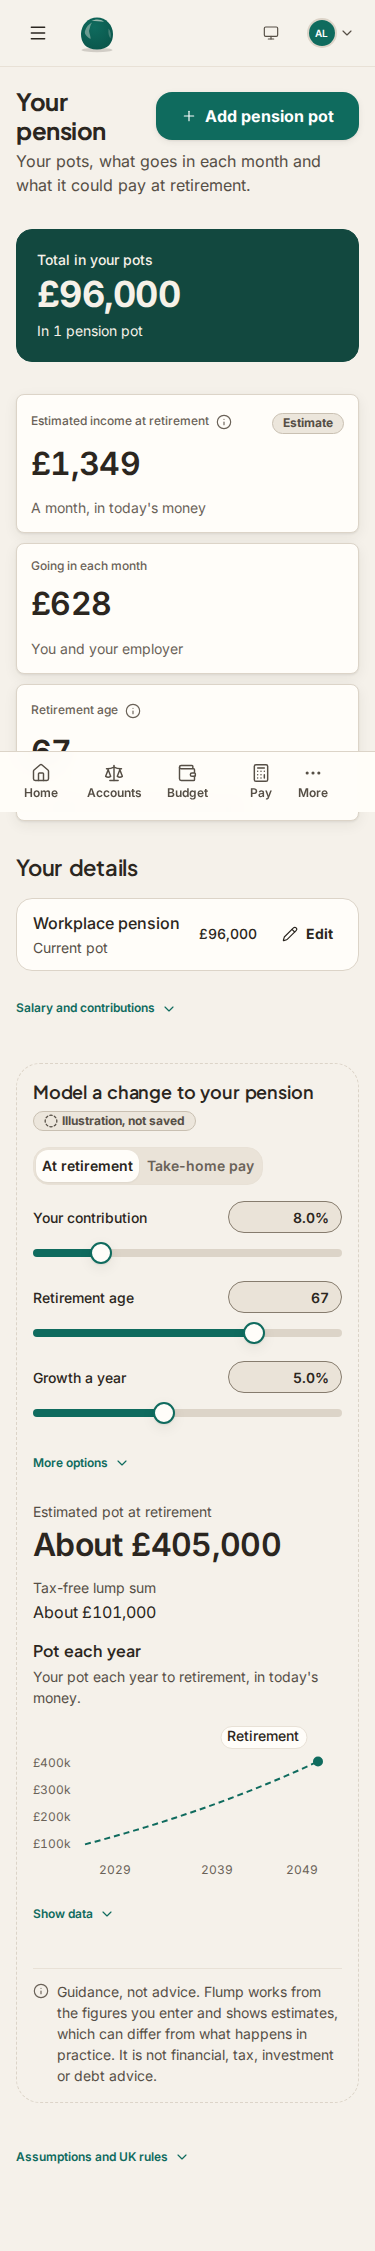 AL
Your pension
Add pension pot
Your pots, what goes in each month and
what it could pay at retirement.
Total in your pots
£96,000
In 1 pension pot
Estimated income at retirement
Estimate
£1,349
A month, in today's money
Going in each month
£628
You and your employer
Retirement age
67
Home
Accounts
Budget
Pay
More
Your details
Workplace pension
Current pot
£96,000
Edit
Salary and contributions
Model a change to your pension
Illustration, not saved
At retirement
Take-home pay
Your contribution
8.0%
Retirement age
67
Growth a year
5.0%
More options
Estimated pot at retirement
About £405,000
Tax-free lump sum
About £101,000
Pot each year
Your pot each year to retirement, in today's
money.
Retirement
£400k
£300k
£200k
£100k
2029
2039
2049
Show data
Guidance, not advice. Flump works from
the figures you enter and shows estimates,
which can differ from what happens in
practice. It is not financial, tax, investment
or debt advice.
Assumptions and UK rules